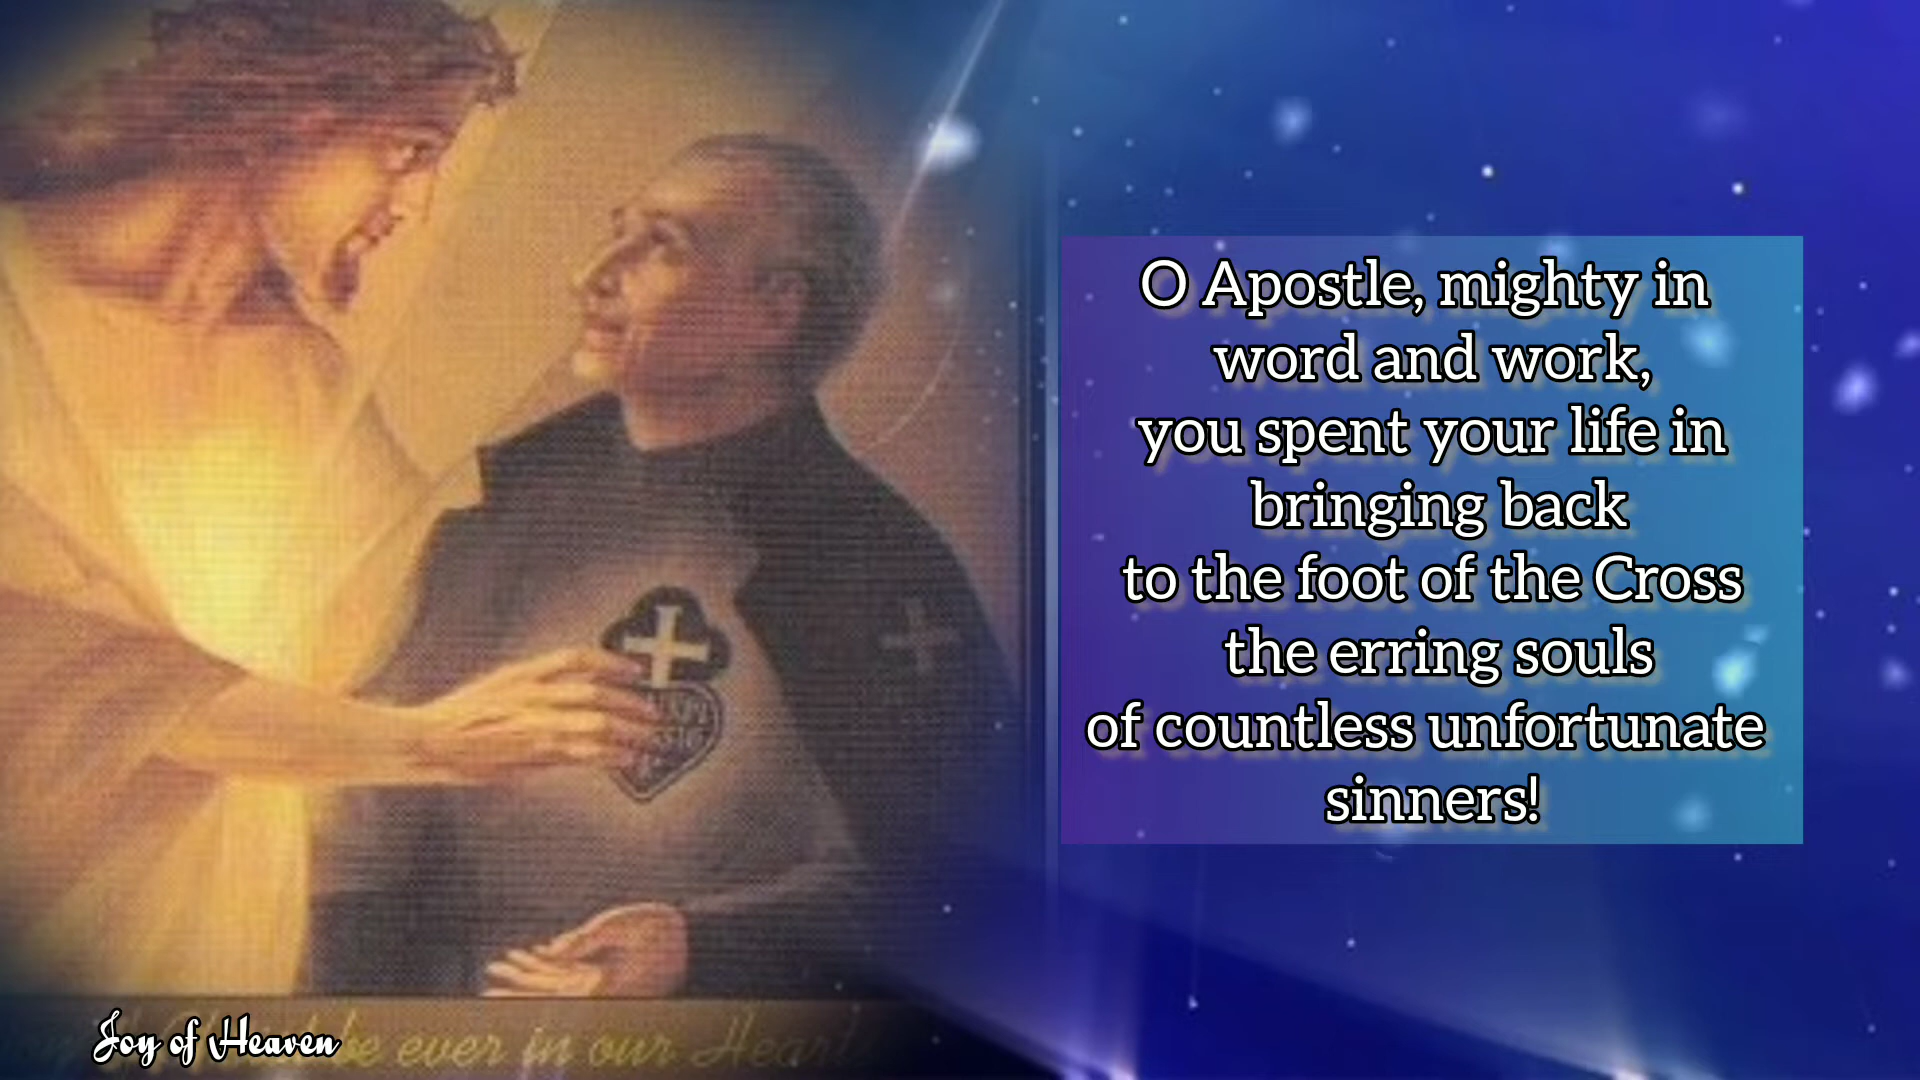 O Apostle, mighty in
word and work,
you spent your life in
bringing back
to the foot of the Cross
the erring souls
of countless unfortunate
sinners!
Joy of Heaven
be ever in our